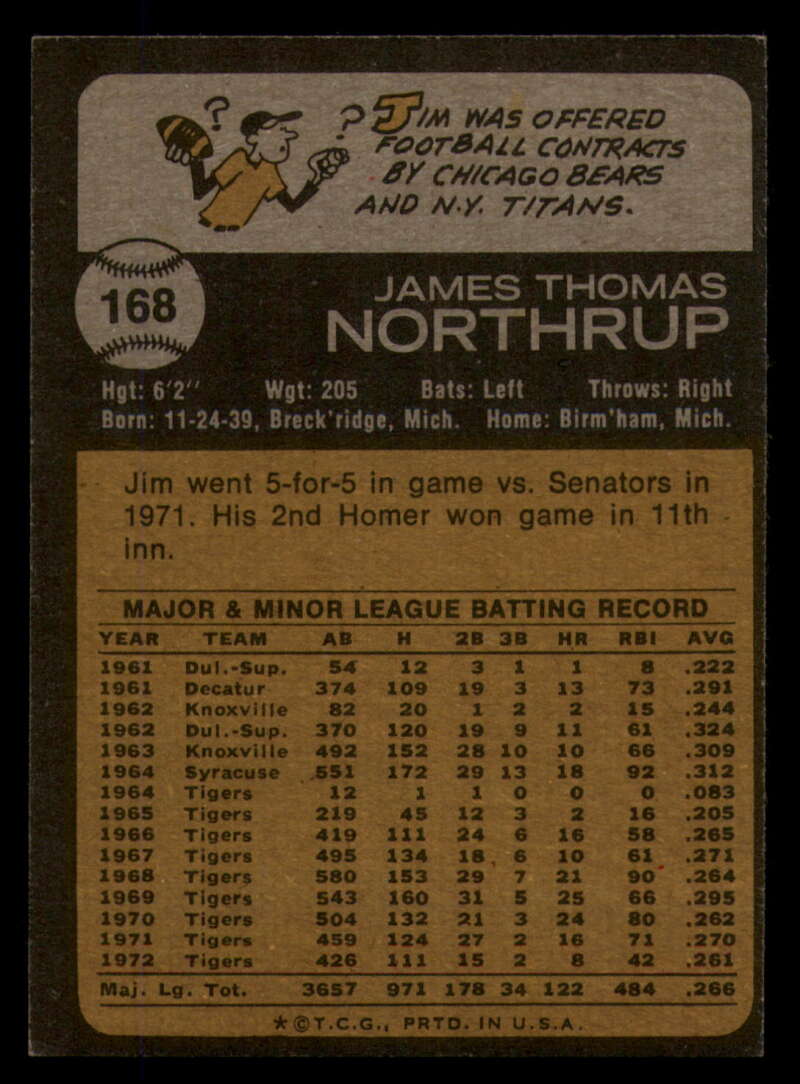 ? ? JIM WAS OFFERED
FOOTBALL CONTRACTS
BY CHICAGO BEARS
AND N.Y. TITANS.
168
JAMES THOMAS
NORTHRUP
Hgt: 6'2" Wgt: 205 Bats: Left Throws: Right
Born: 11-24-39, Breck'ridge, Mich. Home: Birm'ham, Mich.
Jim went 5-for-5 in game vs. Senators in
1971. His 2nd Homer won game in 11th
inn.
MAJOR & MINOR LEAGUE BATTING RECORD
YEAR TEAM AB H 2B 3B HR RBI AVG
1961 Dul.-Sup. 54 12 3 1 1 8 .222
1961 Decatur 374 109 19 3 13 73 .291
1962 Knoxville 82 20 1 2 2 15 .244
1962 Dul.-Sup. 370 120 19 9 11 61 .324
1963 Knoxville 492 152 28 10 10 66 .309
1964 Syracuse 551 172 29 13 18 92 .312
1964 Tigers 12 1 1 0 0 0 .083
1965 Tigers 219 45 12 3 2 16 .205
1966 Tigers 419 111 24 6 16 58 .265
1967 Tigers 495 134 18 6 10 61 .271
1968 Tigers 580 153 29 7 21 90 .264
1969 Tigers 543 160 31 5 25 66 .295
1970 Tigers 504 132 21 3 24 80 .262
1971 Tigers 459 124 27 2 16 71 .270
1972 Tigers 426 111 15 2 8 42 .261
Maj. Lg. Tot. 3657 971 178 34 122 484 .266
*©T.C.G., PRTD. IN U.S.A.